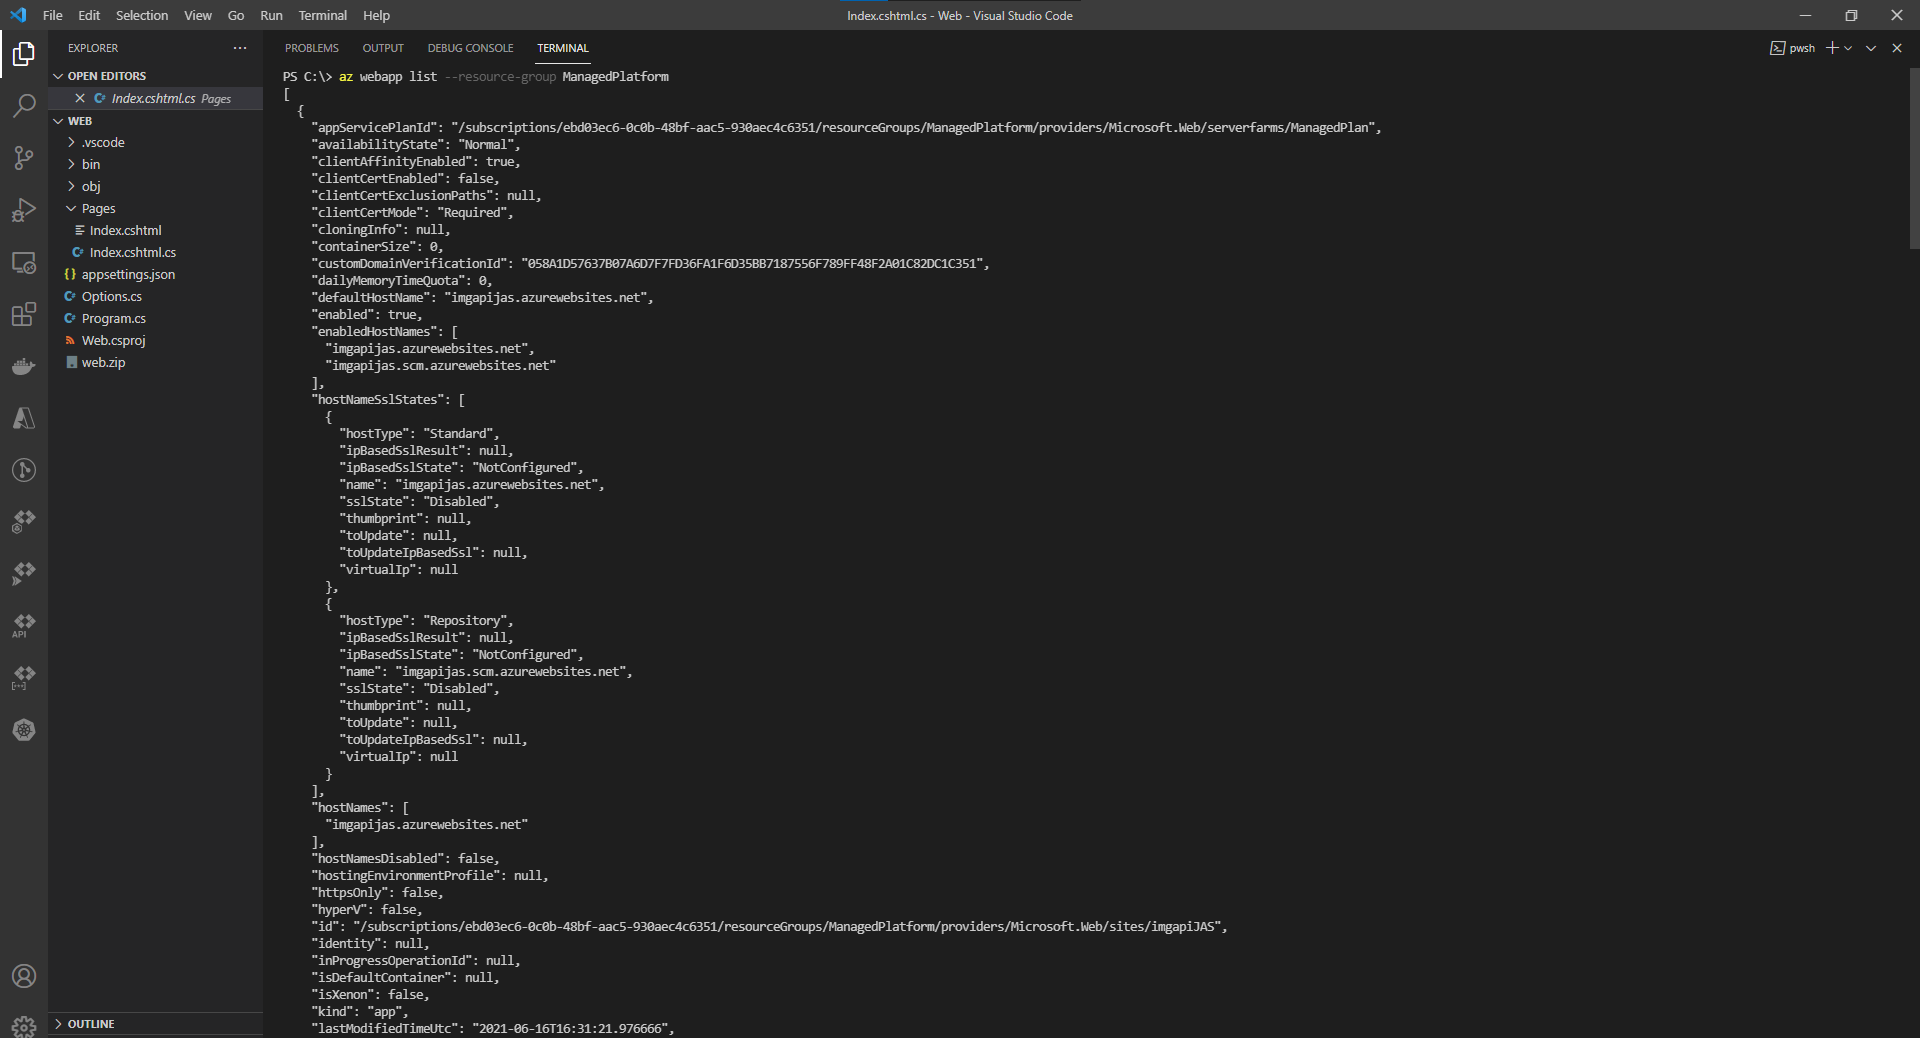 File Edit Selection View Go Run Terminal Help
Index.cshtml.cs - Web - Visual Studio Code
EXPLORER
OPEN EDITORS
Index.cshtml.cs Pages
WEB
.vscode
bin
obj
Pages
Index.cshtml
Index.cshtml.cs
appsettings.json
Options.cs
Program.cs
Web.csproj
web.zip
OUTLINE
API
PROBLEMS OUTPUT DEBUG CONSOLE TERMINAL
pwsh
PS C:\> az webapp list --resource-group ManagedPlatform
[
{
"appServicePlanId": "/subscriptions/ebd03ec6-0c0b-48bf-aac5-930aec4c6351/resourceGroups/ManagedPlatform/providers/Microsoft.Web/serverfarms/ManagedPlan",
"availabilityState": "Normal",
"clientAffinityEnabled": true,
"clientCertEnabled": false,
"clientCertExclusionPaths": null,
"clientCertMode": "Required",
"cloningInfo": null,
"containerSize": 0,
"customDomainVerificationId": "058A1D57637B07A6D7F7FD36FA1F6D35BB7187556F789FF48F2A01C82DC1C351",
"dailyMemoryTimeQuota": 0,
"defaultHostName": "imgapijas.azurewebsites.net",
"enabled": true,
"enabledHostNames": [
"imgapijas.azurewebsites.net",
"imgapijas.scm.azurewebsites.net"
],
"hostNameSslStates": [
{
"hostType": "Standard",
"ipBasedSslResult": null,
"ipBasedSslState": "NotConfigured",
"name": "imgapijas.azurewebsites.net",
"sslState": "Disabled",
"thumbprint": null,
"toUpdate": null,
"toUpdateIpBasedSsl": null,
"virtualIp": null
},
{
"hostType": "Repository",
"ipBasedSslResult": null,
"ipBasedSslState": "NotConfigured",
"name": "imgapijas.scm.azurewebsites.net",
"sslState": "Disabled",
"thumbprint": null,
"toUpdate": null,
"toUpdateIpBasedSsl": null,
"virtualIp": null
}
],
"hostNames": [
"imgapijas.azurewebsites.net"
],
"hostNamesDisabled": false,
"hostingEnvironmentProfile": null,
"httpsOnly": false,
"hyperV": false,
"id": "/subscriptions/ebd03ec6-0c0b-48bf-aac5-930aec4c6351/resourceGroups/ManagedPlatform/providers/Microsoft.Web/sites/imgapiJAS",
"identity": null,
"inProgressOperationId": null,
"isDefaultContainer": null,
"isXenon": false,
"kind": "app",
"lastModifiedTimeUtc": "2021-06-16T16:31:21.976666",